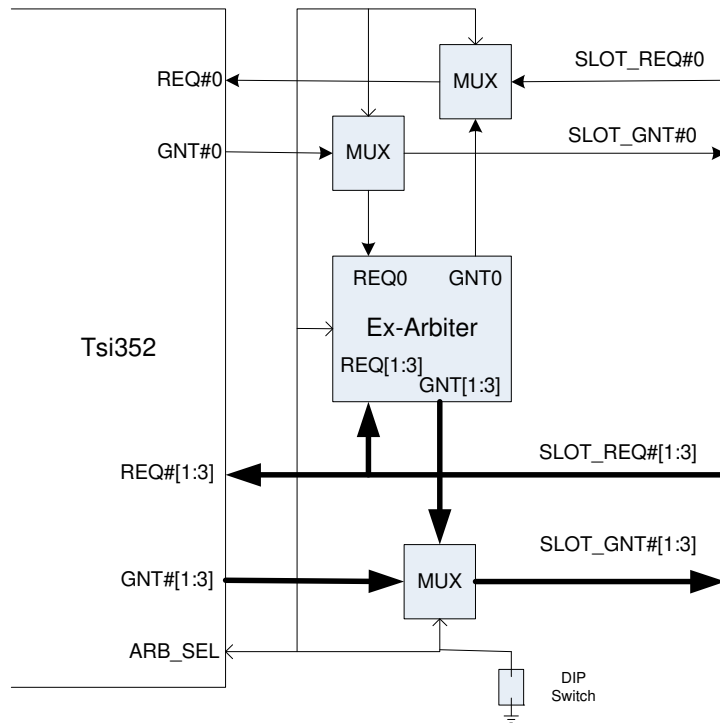 SLOT_REQ#0
REQ#0
MUX
SLOT_GNT#0
GNT#0
MUX
REQ0 GNT0
Ex-Arbiter
Tsi352
REQ[1:3]
GNT[1:3]
SLOT_REQ#[1:3]
REQ#[1:3]
SLOT_GNT#[1:3]
GNT#[1:3]
MUX
ARB_SEL
DIP
Switch